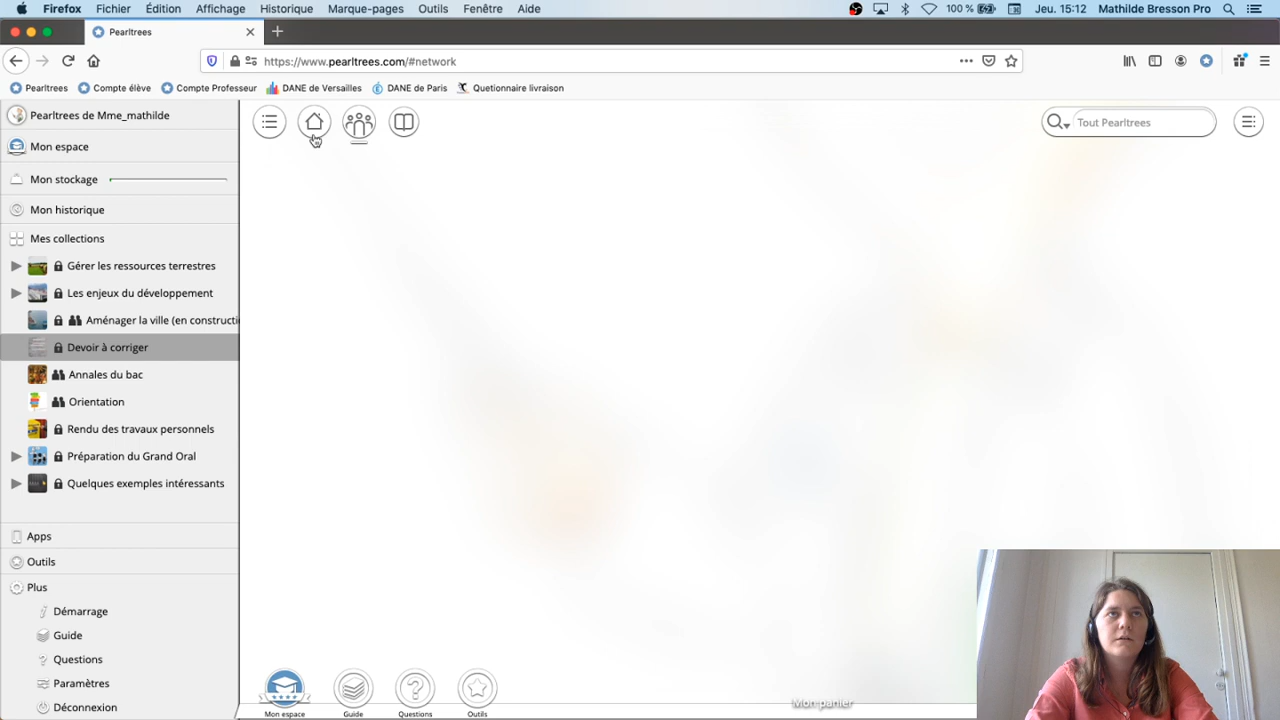 Firefox Fichier Édition Affichage Historique Marque-pages Outils Fenêtre Aide 100 % Jeu. 15:12 Mathilde Bresson Pro
Pearltrees
https://www.pearltrees.com/#network
Pearltrees Compte élève Compte Professeur DANE de Versailles DANE de Paris Quetionnaire livraison
Pearltrees de Mme_mathilde
Tout Pearltrees
Mon espace
Mon stockage
Mon historique
Mes collections
Gérer les ressources terrestres
Les enjeux du développement
Aménager la ville (en constructi
Devoir à corriger
Annales du bac
Orientation
Rendu des travaux personnels
Préparation du Grand Oral
Quelques exemples intéressants
Apps
Outils
Plus
Démarrage
Guide
Questions
Paramètres
Déconnexion
Mon panier
Mon espace Guide Questions Outils